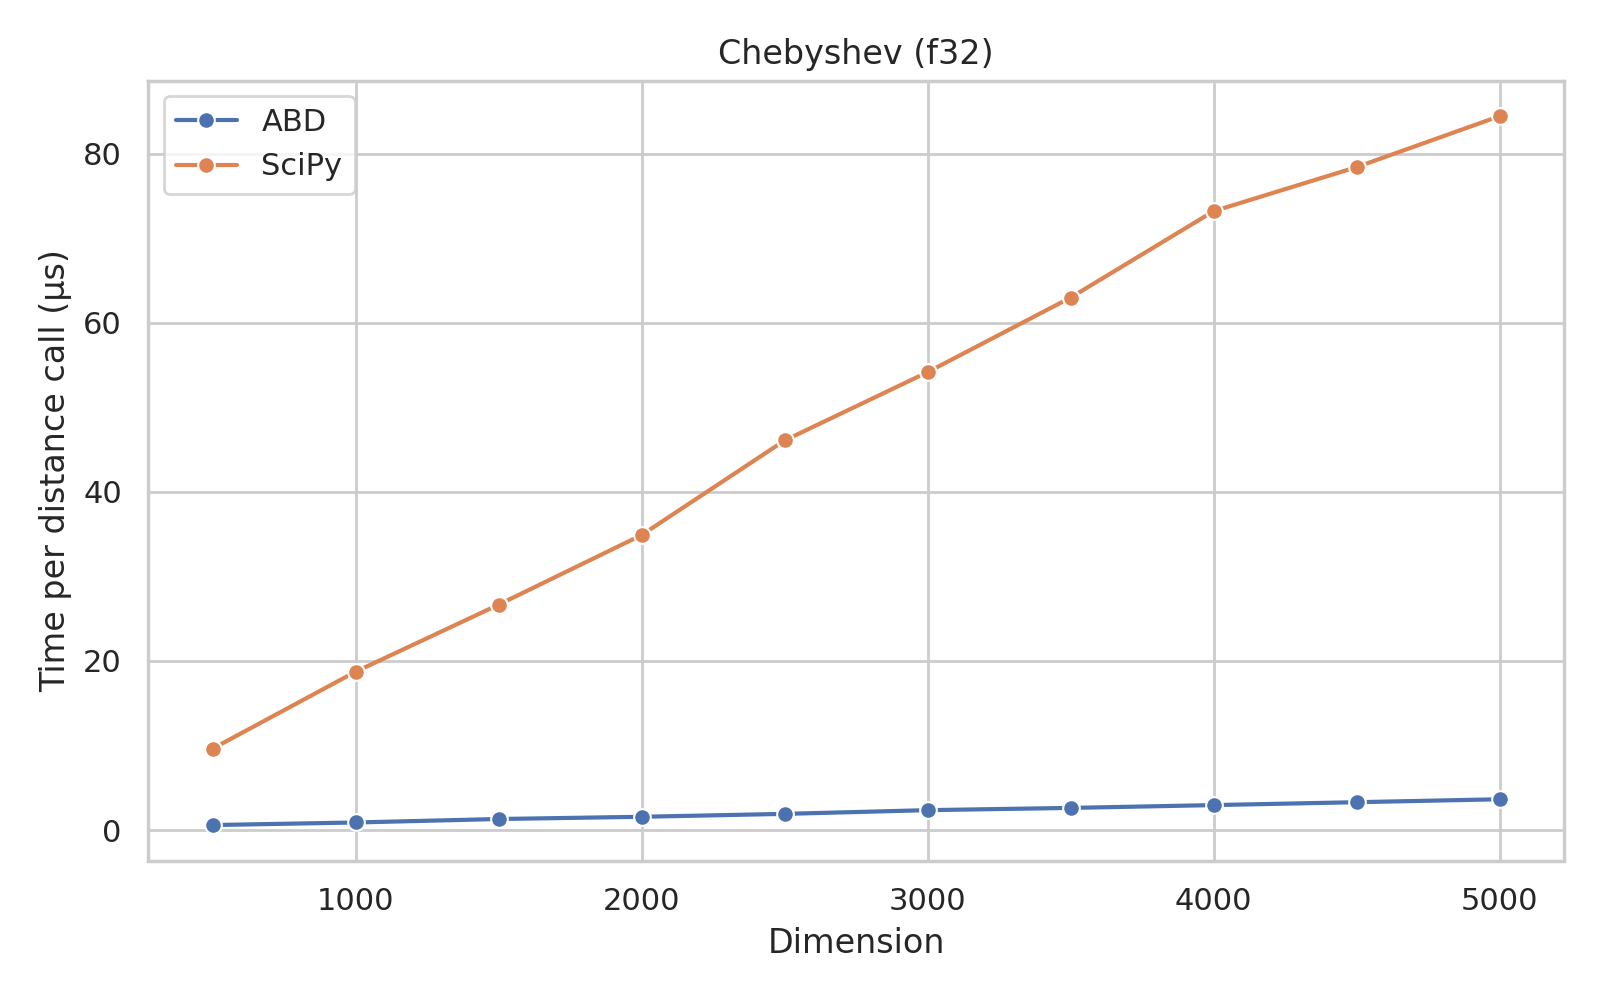 Chebyshev (f32)
ABD
SciPy
Time per distance call (µs)
80
60
40
20
0
1000 2000 3000 4000 5000
Dimension